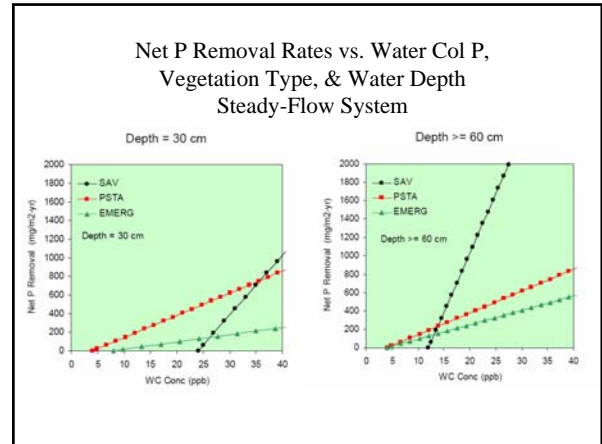 Net P Removal Rates vs. Water Col P,
Vegetation Type, & Water Depth
Steady-Flow System
Depth = 30 cm
2000
1800
1600
1400
1200
1000
800
600
400
200
0
Net P Removal (mg/m2-yr)
SAV
PSTA
EMERG
Depth = 30 cm
0 5 10 15 20 25 30 35 40
WC Conc (ppb)
Depth >= 60 cm
2000
1800
1600
1400
1200
1000
800
600
400
200
0
Net P Removal (mg/m2-yr)
SAV
PSTA
EMERG
Depth >= 60 cm
0 5 10 15 20 25 30 35 40
WC Conc (ppb)